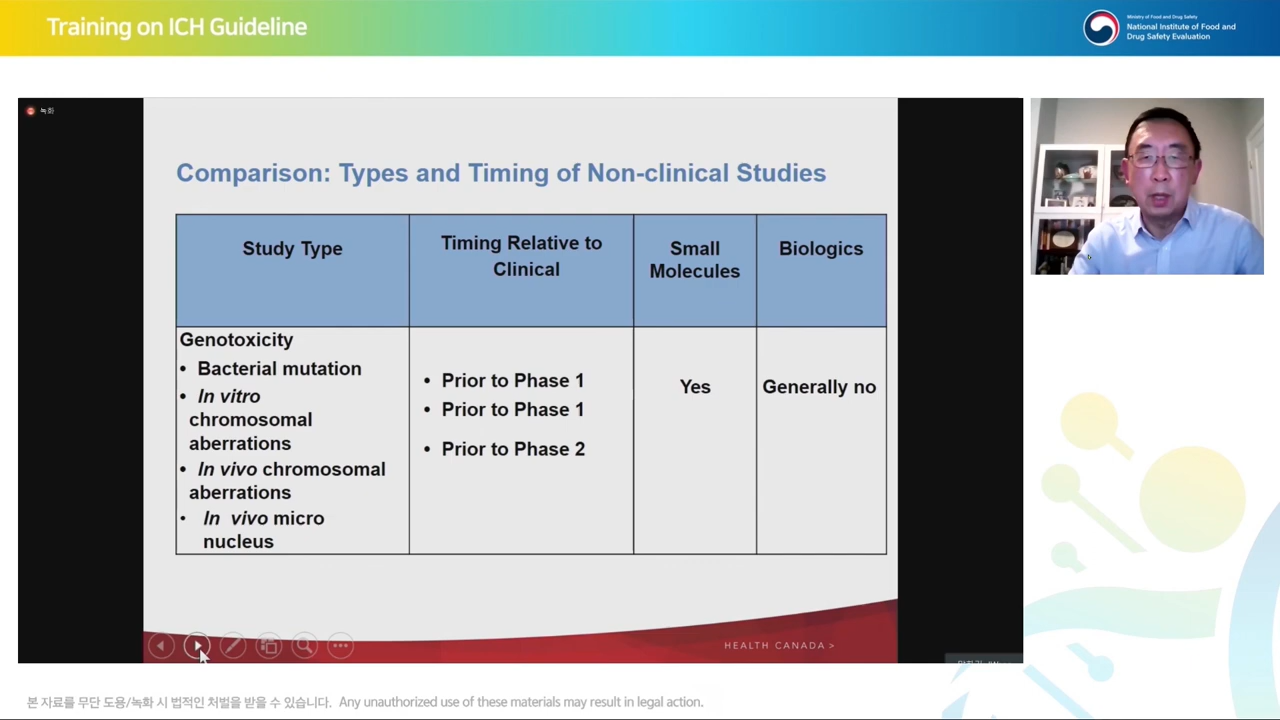 Training on ICH Guideline
Ministry of Food and Drug Safety
National Institute of Food and
Drug Safety Evaluation
녹화
Comparison: Types and Timing of Non-clinical Studies
Study Type
Timing Relative to
Clinical
Small
Molecules
Biologics
Genotoxicity
• Bacterial mutation
• In vitro
chromosomal
aberrations
• In vivo chromosomal
aberrations
• In vivo micro
nucleus
• Prior to Phase 1
• Prior to Phase 1
• Prior to Phase 2
Yes
Generally no
HEALTH CANADA >
본 자료를 무단 도용/녹화 시 법적인 처벌을 받을 수 있습니다. Any unauthorized use of these materials may result in legal action.